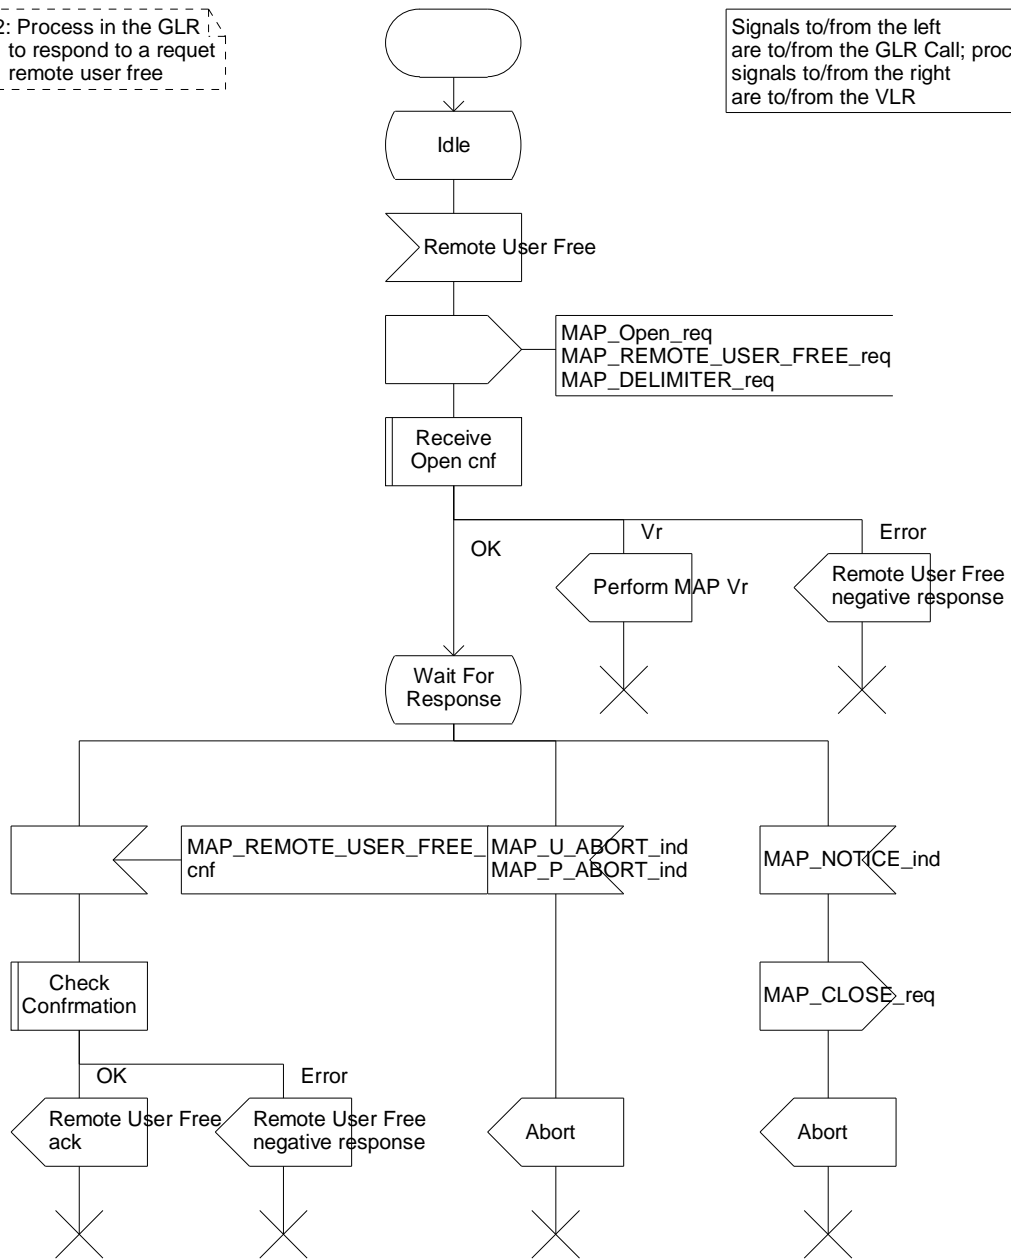 2: Process in the GLR
to respond to a requet
remote user free
Signals to/from the left
are to/from the GLR Call; proc
signals to/from the right
are to/from the VLR
Idle
Remote User Free
MAP_Open_req
MAP_REMOTE_USER_FREE_req
MAP_DELIMITER_req
Receive
Open cnf
OK
Vr
Error
Perform MAP Vr
Remote User Free
negative response
Wait For
Response
MAP_REMOTE_USER_FREE_
cnf
MAP_U_ABORT_ind
MAP_P_ABORT_ind
MAP_NOTICE_ind
Check
Confrmation
MAP_CLOSE_req
OK
Error
Remote User Free
ack
Remote User Free
negative response
Abort
Abort